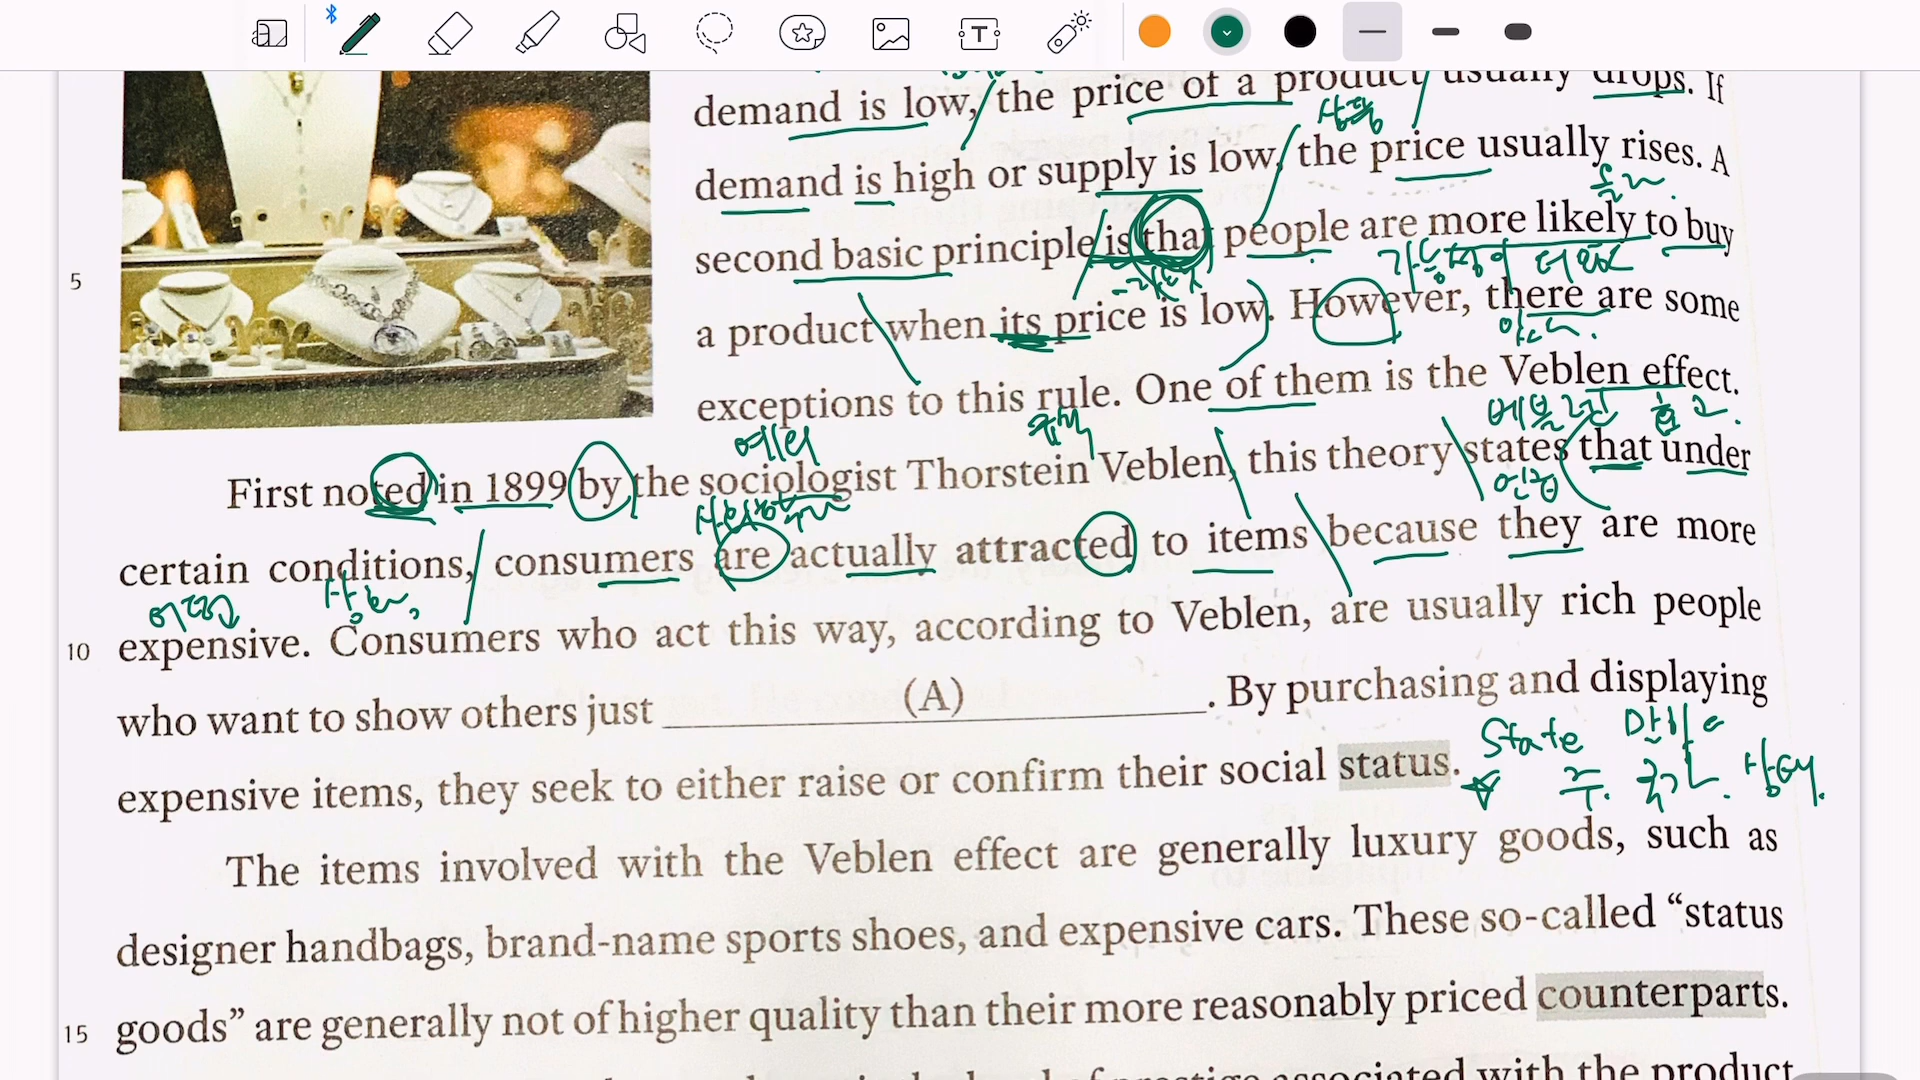 demand is low, the price of a product usually drops. If
상품
demand is high or supply is low, the price usually rises. A
second basic principle is that people are more likely to buy
a product when its price is low. However, there are some
exceptions to this rule. One of them is the Veblen effect.
First noted in 1899 by the sociologist Thorstein Veblen, this theory states that under
certain conditions, consumers are actually attracted to items because they are more
5
expensive. Consumers who act this way, according to Veblen, are usually rich people
10
who want to show others just (A). By purchasing and displaying
State
expensive items, they seek to either raise or confirm their social status.
주.
The items involved with the Veblen effect are generally luxury goods, such as
designer handbags, brand-name sports shoes, and expensive cars. These so-called “status
15 goods” are generally not of higher quality than their more reasonably priced counterparts.
prestige associated with the product